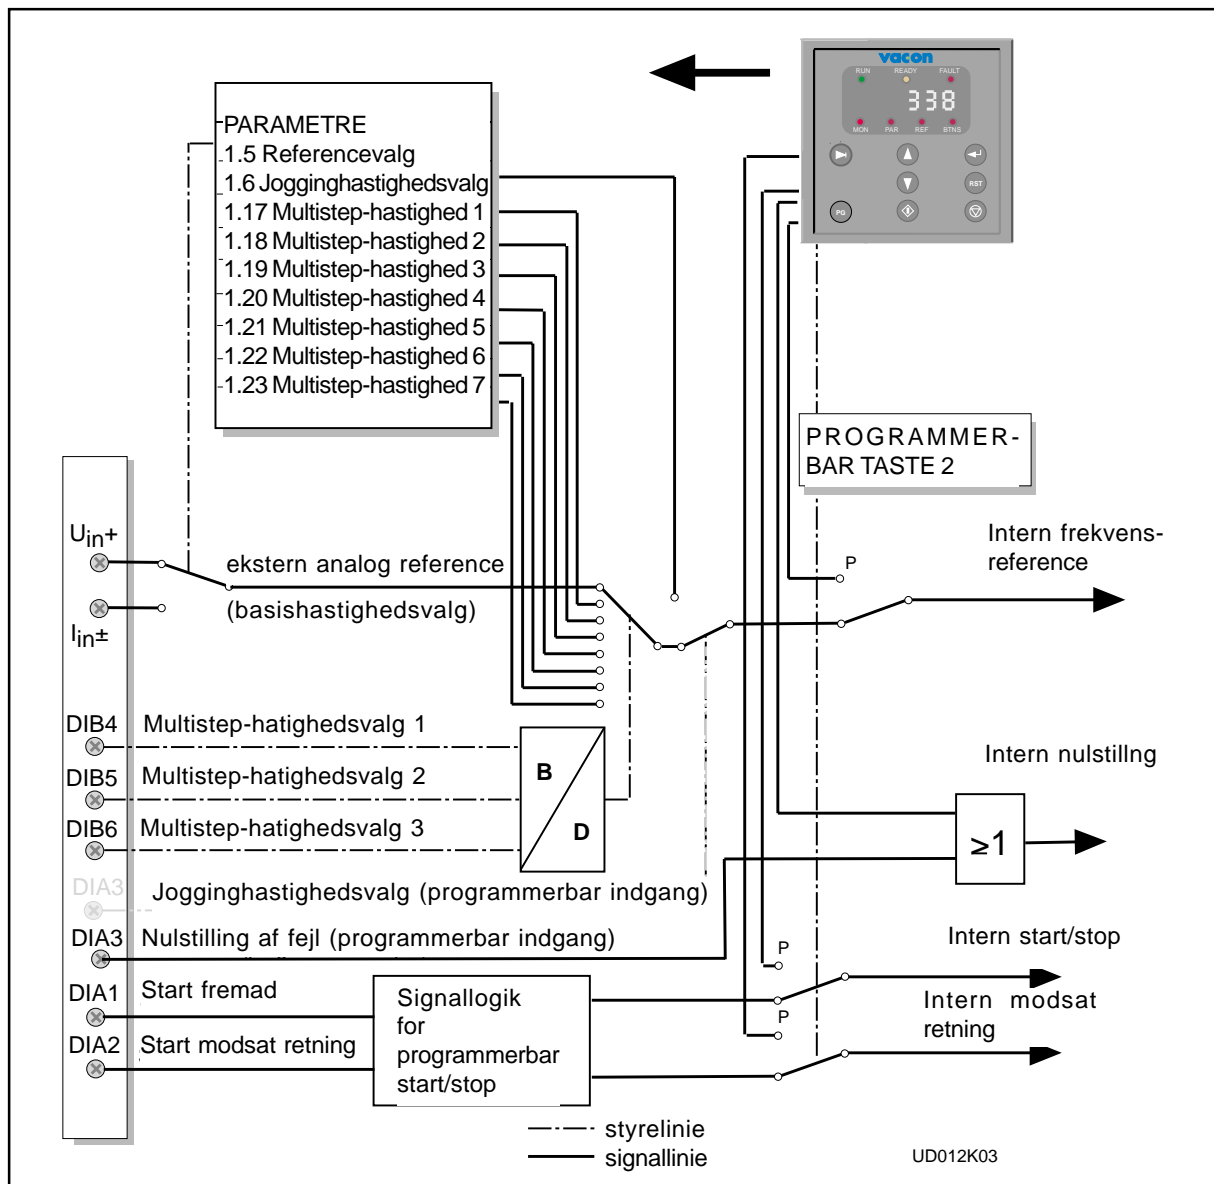 vacon
RUN READY FAULT
338
MON PAR REF BTNS
RST
PG
PARAMETRE
1.5 Referencevalg
1.6 Jogginghastighedsvalg
1.17 Multistep-hastighed 1
1.18 Multistep-hastighed 2
1.19 Multistep-hastighed 3
1.20 Multistep-hastighed 4
1.21 Multistep-hastighed 5
1.22 Multistep-hastighed 6
1.23 Multistep-hastighed 7
PROGRAMMER-
BAR TASTE 2
Uin+
ekstern analog reference
(basishastighedsvalg)
Iin±
P
Intern frekvens-
reference
DIB4 Multistep-hatighedsvalg 1
DIB5 Multistep-hatighedsvalg 2
DIB6 Multistep-hatighedsvalg 3
B
D
Intern nulstillng
≥1
DIA3 Jogginghastighedsvalg (programmerbar indgang)
DIA3 Nulstilling af fejl (programmerbar indgang)
P
Intern start/stop
DIA1 Start fremad
DIA2 Start modsat retning
Signallogik
for
programmerbar
start/stop
P
Intern modsat
retning
styrelinie
signallinie
UD012K03